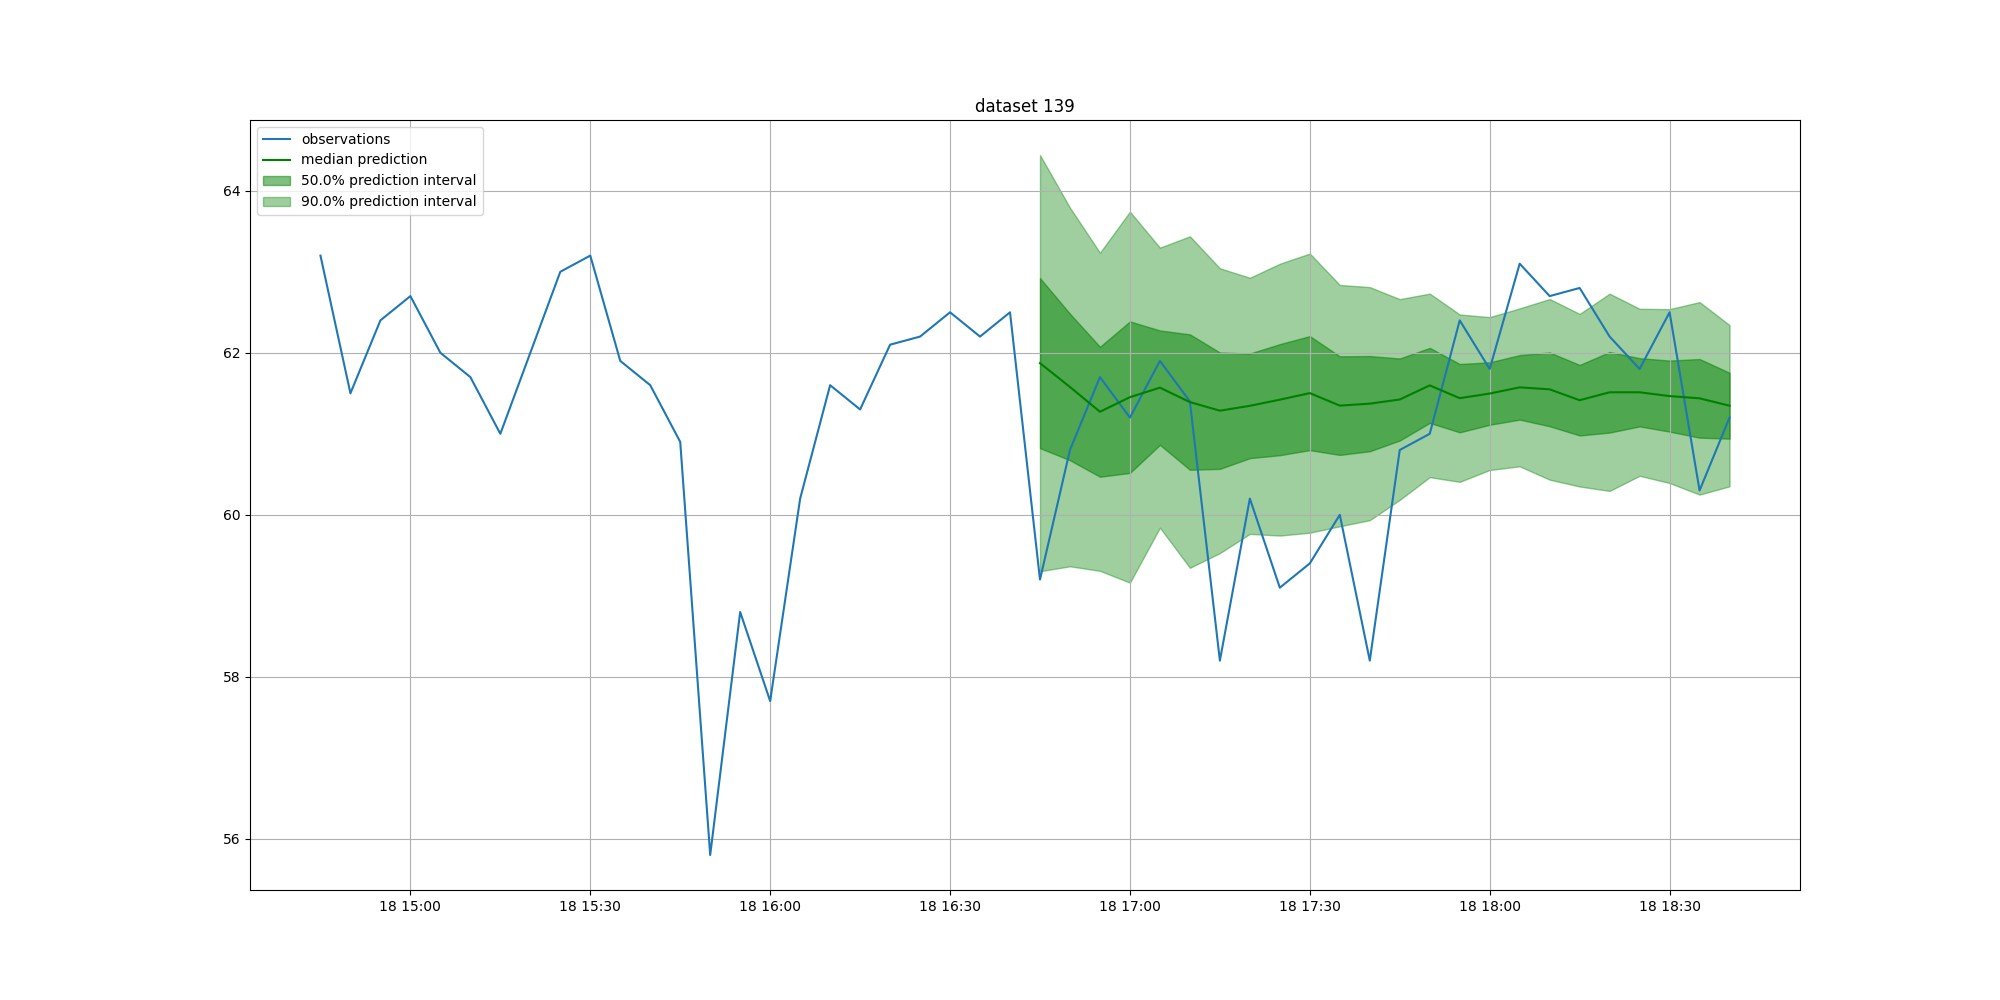 dataset 139
observations
median prediction
50.0% prediction interval
90.0% prediction interval
64
62
60
58
56
18 15:00
18 15:30
18 16:00
18 16:30
18 17:00
18 17:30
18 18:00
18 18:30